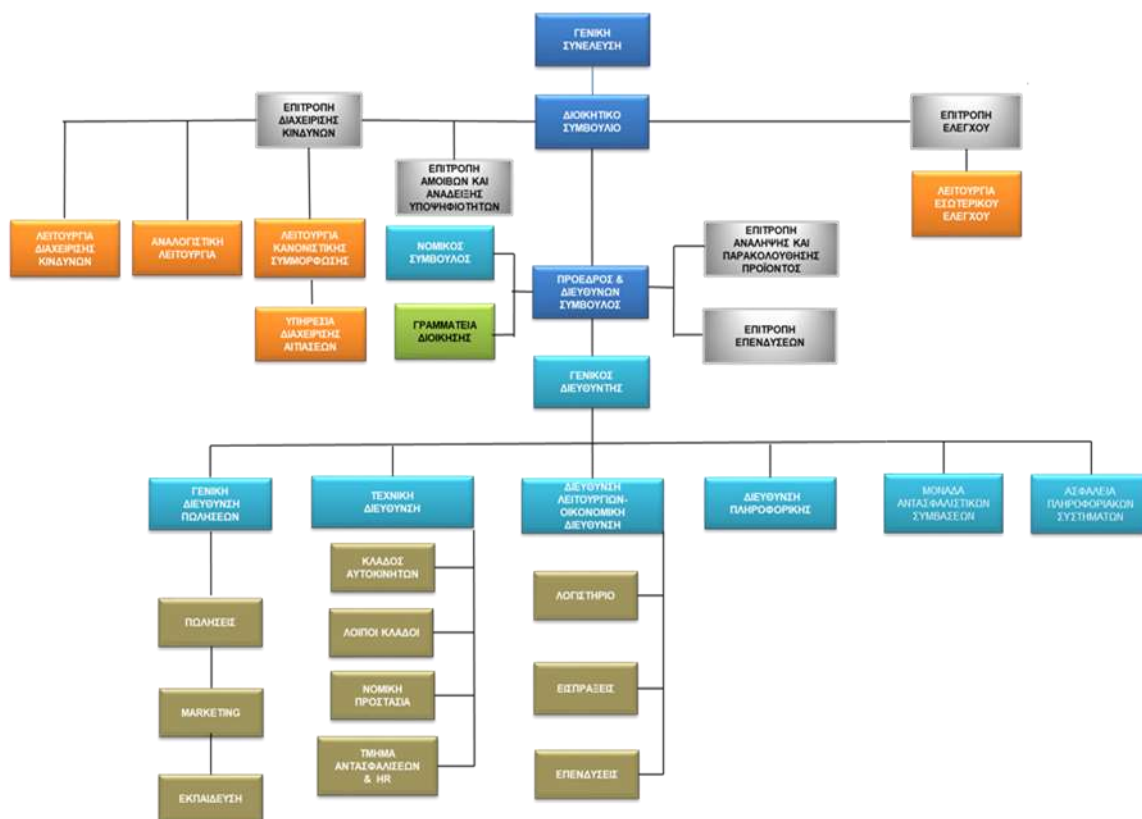 ΓΕΝΙΚΗ
ΣΥΝΕΛΕΥΣΗ
ΕΠΙΤΡΟΠΗ
ΔΙΑΧΕΙΡΙΣΗΣ
ΚΙΝΔΥΝΩΝ
ΔΙΟΙΚΗΤΙΚΟ
ΣΥΜΒΟΥΛΙΟ
ΕΠΙΤΡΟΠΗ
ΕΛΕΓΧΟΥ
ΕΠΙΤΡΟΠΗ
ΑΜΟΙΒΩΝ ΚΑΙ
ΑΝΑΔΕΙΞΗΣ
ΥΠΟΨΗΦΙΟΤΗΤΩΝ
ΛΕΙΤΟΥΡΓΙΑ
ΕΣΩΤΕΡΙΚΟΥ
ΕΛΕΓΧΟΥ
ΛΕΙΤΟΥΡΓΙΑ
ΔΙΑΧΕΙΡΙΣΗΣ
ΚΙΝΔΥΝΩΝ
ΑΝΑΛΟΓΙΣΤΙΚΗ
ΛΕΙΤΟΥΡΓΙΑ
ΛΕΙΤΟΥΡΓΙΑ
ΚΑΝΟΝΙΣΤΙΚΗΣ
ΣΥΜΜΟΡΦΩΣΗΣ
ΝΟΜΙΚΟΣ
ΣΥΜΒΟΥΛΟΣ
ΕΠΙΤΡΟΠΗ
ΑΝΑΛΗΨΗΣ ΚΑΙ
ΠΑΡΑΚΟΛΟΥΘΗΣΗΣ
ΠΡΟΪΟΝΤΟΣ
ΠΡΟΕΔΡΟΣ &
ΔΙΕΥΘΥΝΩΝ
ΣΥΜΒΟΥΛΟΣ
ΥΠΗΡΕΣΙΑ
ΔΙΑΧΕΙΡΙΣΗΣ
ΑΙΤΙΑΣΕΩΝ
ΓΡΑΜΜΑΤΕΙΑ
ΔΙΟΙΚΗΣΗΣ
ΕΠΙΤΡΟΠΗ
ΕΠΕΝΔΥΣΕΩΝ
ΓΕΝΙΚΟΣ
ΔΙΕΥΘΥΝΤΗΣ
ΓΕΝΙΚΗ
ΔΙΕΥΘΥΝΣΗ
ΠΩΛΗΣΕΩΝ
ΤΕΧΝΙΚΗ
ΔΙΕΥΘΥΝΣΗ
ΔΙΕΥΘΥΝΣΗ
ΛΕΙΤΟΥΡΓΙΩΝ-
ΟΙΚΟΝΟΜΙΚΗ
ΔΙΕΥΘΥΝΣΗ
ΔΙΕΥΘΥΝΣΗ
ΠΛΗΡΟΦΟΡΙΚΗΣ
ΜΟΝΑΔΑ
ΑΝΤΑΣΦΑΛΙΣΤΙΚΩΝ
ΣΥΜΒΑΣΕΩΝ
ΑΣΦΑΛΕΙΑ
ΠΛΗΡΟΦΟΡΙΑΚΩΝ
ΣΥΣΤΗΜΑΤΩΝ
ΠΩΛΗΣΕΙΣ
MARKETING
ΕΚΠΑΙΔΕΥΣΗ
ΚΛΑΔΟΣ
ΑΥΤΟΚΙΝΗΤΩΝ
ΛΟΙΠΟΙ ΚΛΑΔΟΙ
ΝΟΜΙΚΗ
ΠΡΟΣΤΑΣΙΑ
ΤΜΗΜΑ
ΑΝΤΑΣΦΑΛΙΣΕΩΝ
& HR
ΛΟΓΙΣΤΗΡΙΟ
ΕΙΣΠΡΑΞΕΙΣ
ΕΠΕΝΔΥΣΕΙΣ